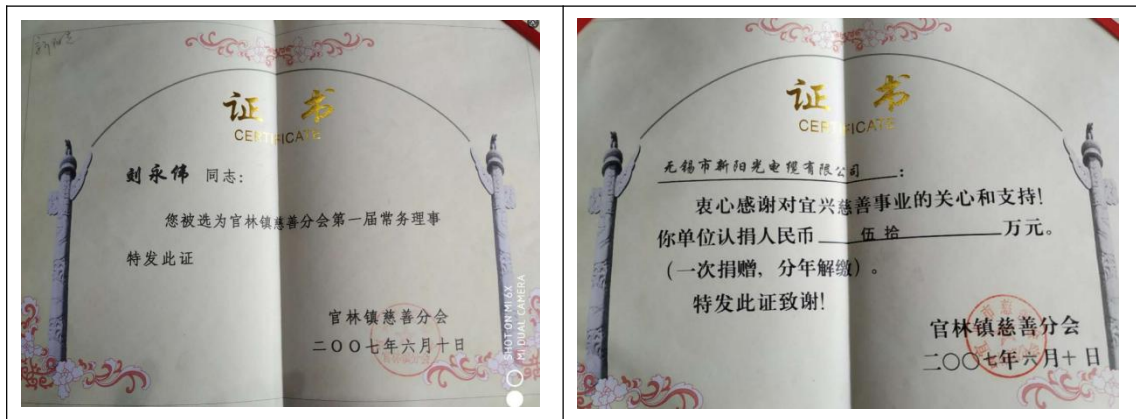 证书
CERTIFICATE
刘永伟 同志：
您被选为官林镇慈善分会第一届常务理事
特发此证
官林镇慈善分会
二〇〇七年六月十日
SHOT ON MI 6X
MI DUAL CAMERA
证书
CERTIFICATE
无锡市新阳光电缆有限公司：
衷心感谢对宜兴慈善事业的关心和支持！
你单位认捐人民币 伍拾 万元。
（一次捐赠，分年解缴）。
特发此证致谢！
官林镇慈善分会
二〇〇七年六月十日